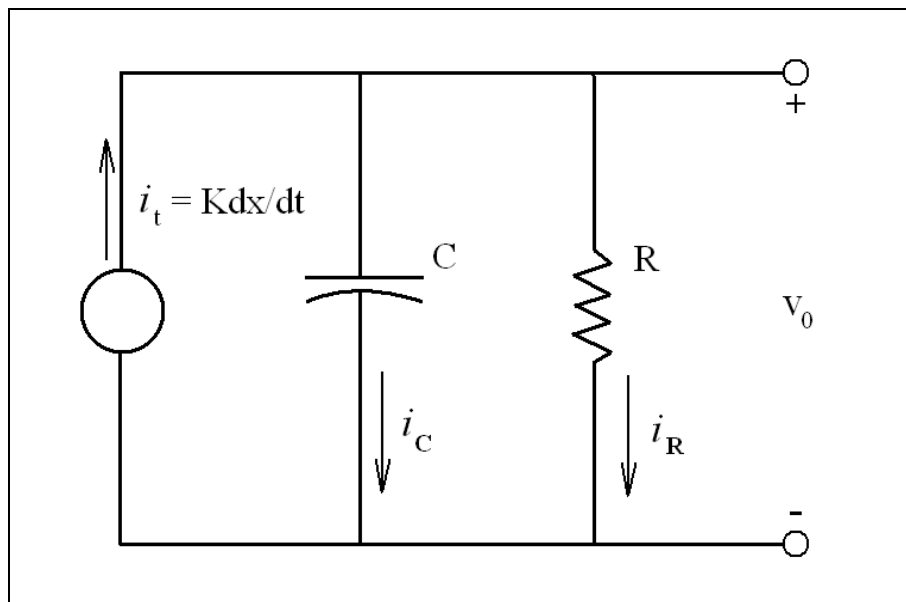 +
i_t = Kdx/dt
C
R
v_0
i_C
i_R
-